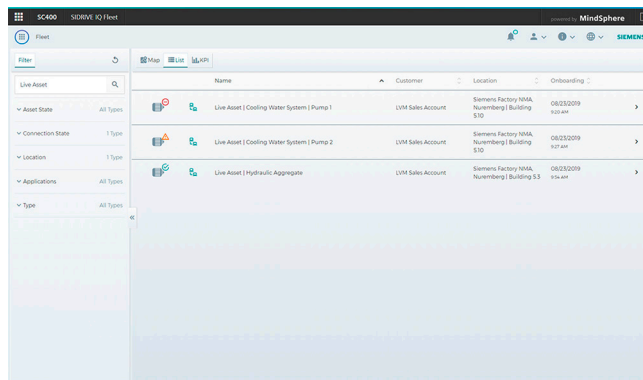 SC400 SIDRIVE IQ Fleet powered by MindSphere
Fleet SIEMENS
Filter Map List KPI
Live Asset
Name Customer Location Onboarding
Asset State All Types
Connection State 1 Type
Location 1 Type
Applications All Types
Type All Types
Live Asset | Cooling Water System | Pump 1 LVM Sales Account
Siemens Factory NMA,
Nuremberg | Building
S10
08/23/2019
9:20 AM
Live Asset | Cooling Water System | Pump 2 LVM Sales Account
Siemens Factory NMA,
Nuremberg | Building
S10
08/23/2019
9:27 AM
Live Asset | Hydraulic Aggregate LVM Sales Account
Siemens Factory NMA,
Nuremberg | Building S3
08/23/2019
9:54 AM